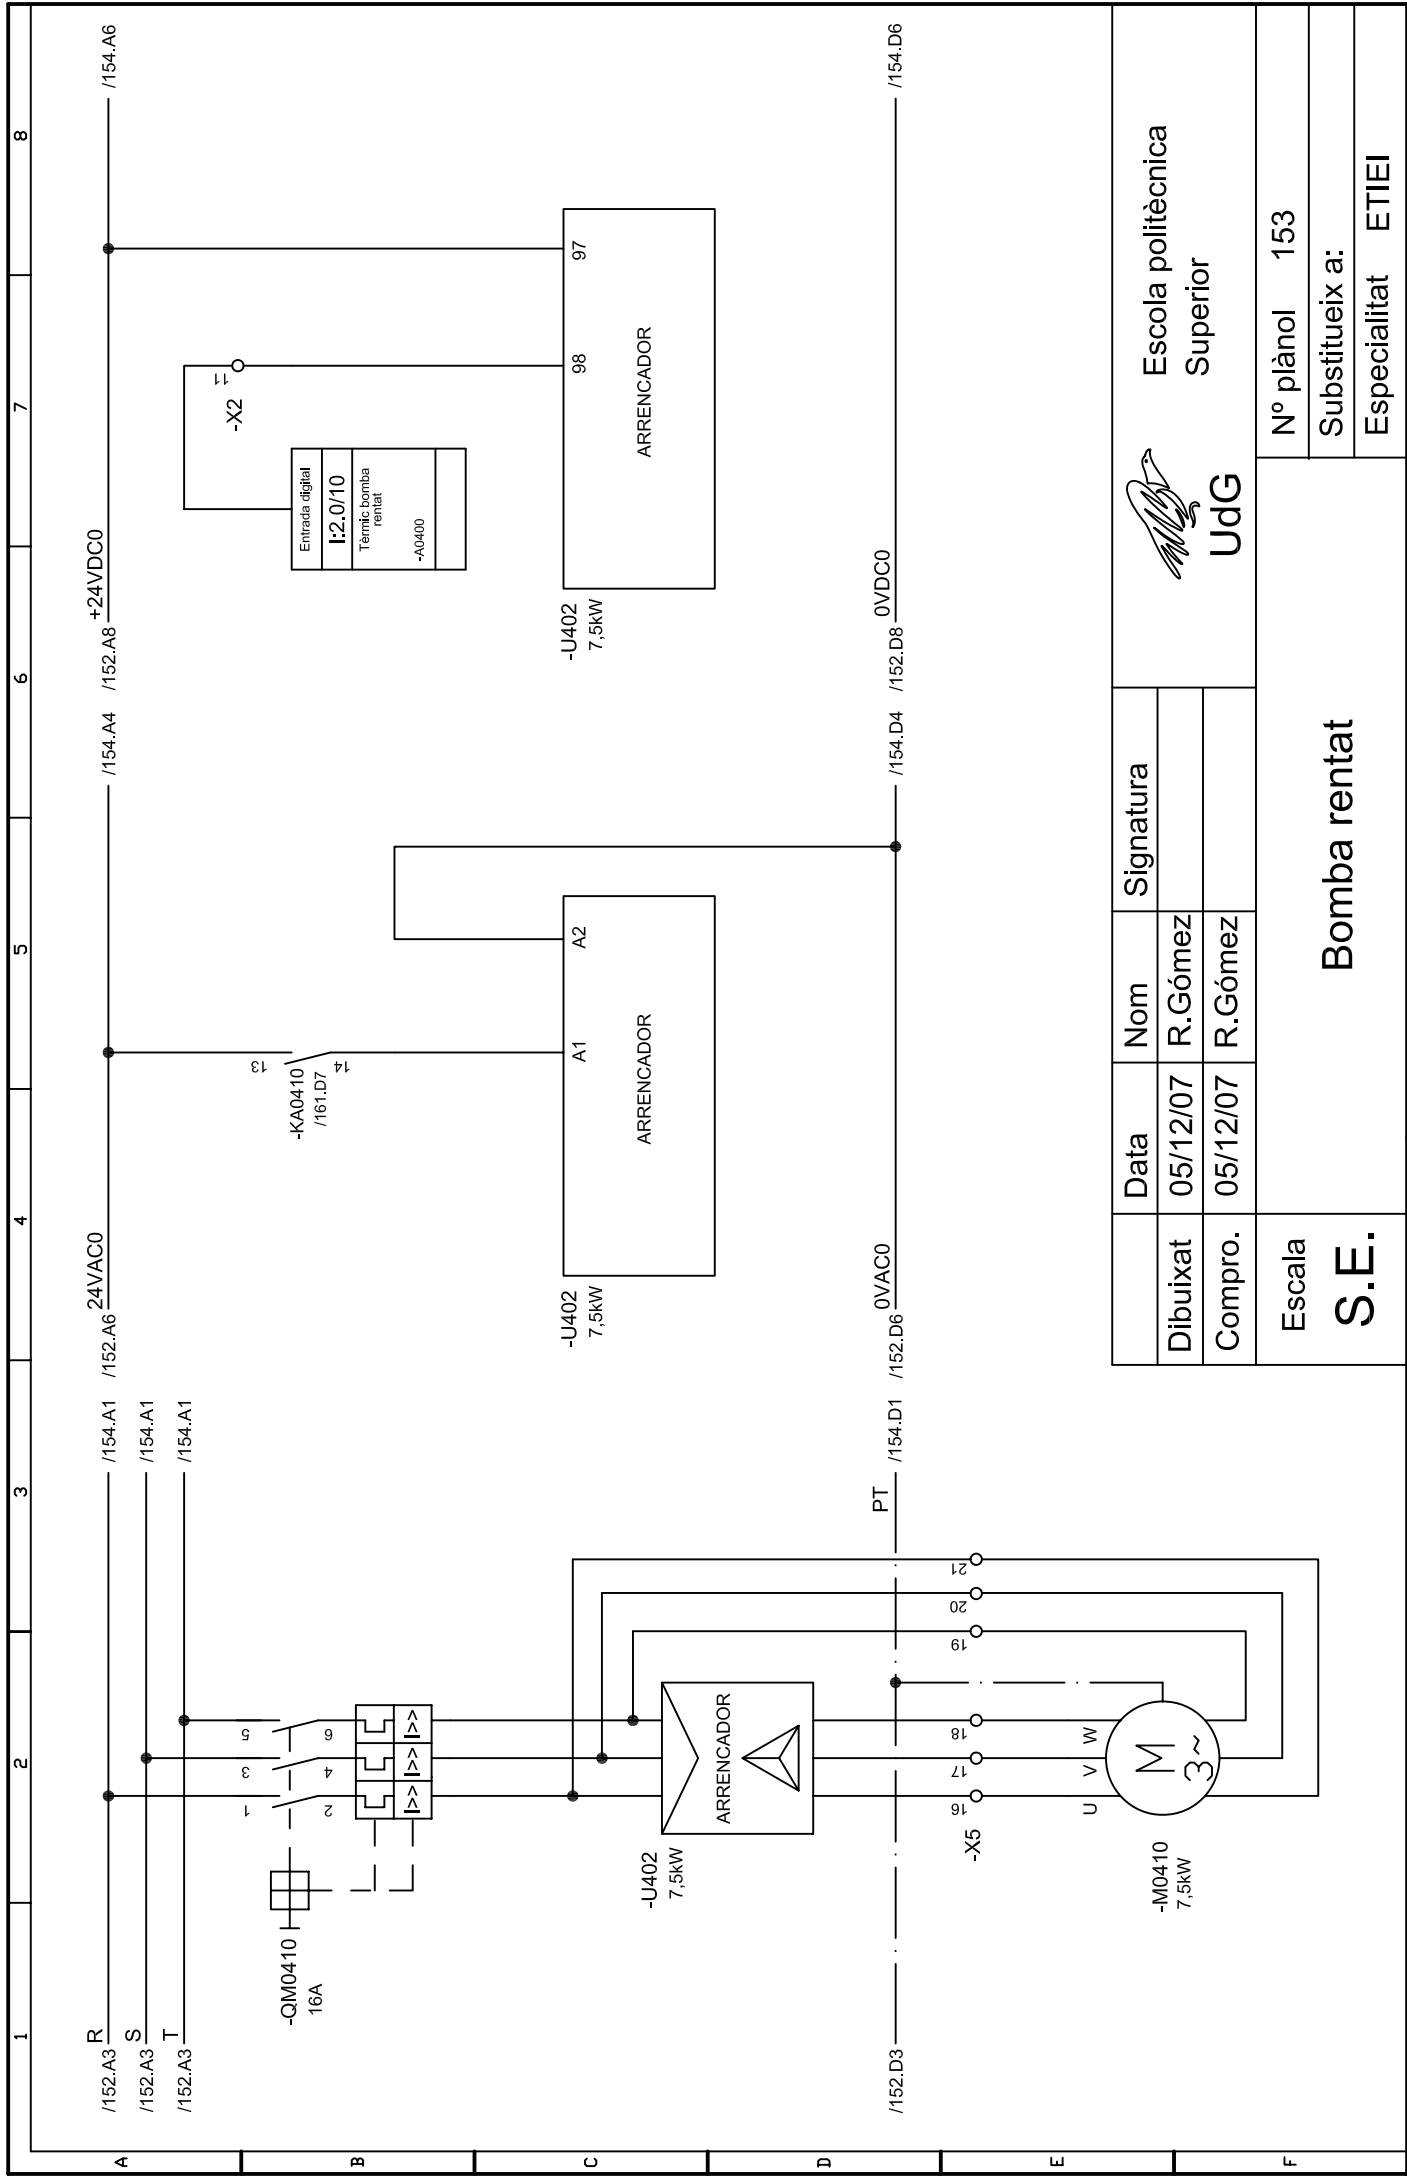 1 2 3 4 5 6 7 8
A
B
C
D
E
F
/152.A3 R /154.A1
/152.A3 S /154.A1
/152.A3 T /154.A1
/152.A6 24VAC0 /154.A4
/152.A8 +24VDC0 /154.A6
1 3 5
2 4 6
-QM0410
16A
I>> I>> I>>
-U402
7,5kW
ARRENCADOR
/152.D3 PT /154.D1
-X5
16 17 18 19 20 21
U V W
M
3~
-M0410
7,5kW
13
-KA0410
/161.D7
14
-U402
7,5kW
A1 A2
ARRENCADOR
/152.D6 0VAC0 /154.D4
-X2
11
Entrada digital
I:2.0/10
Tèrmic bomba
rentat
-A0400
-U402
7,5kW
98 97
ARRENCADOR
/152.D8 0VDC0 /154.D6
Data Nom Signatura
Dibuixat 05/12/07 R.Gómez
Compro. 05/12/07 R.Gómez
UdG
Escola politècnica
Superior
Escala
S.E.
Bomba rentat
Nº plànol 153
Substitueix a:
Especialitat ETIEI